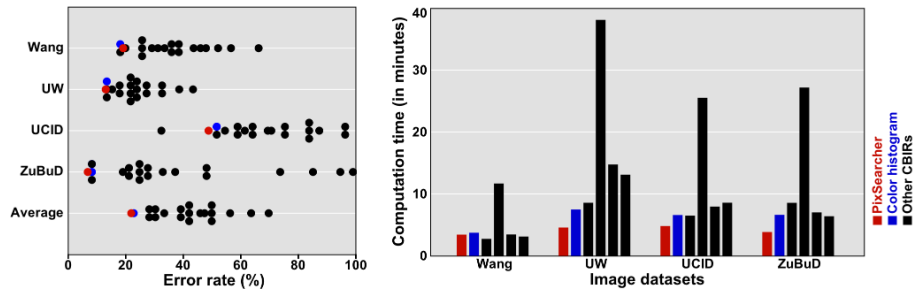 Wang
UW
UCID
ZuBuD
Average
0 20 40 60 80 100
Error rate (%)
Computation time (in minutes)
40
30
20
10
0
Wang UW UCID ZuBuD
Image datasets
PixSearcher
Color histogram
Other CBIRs